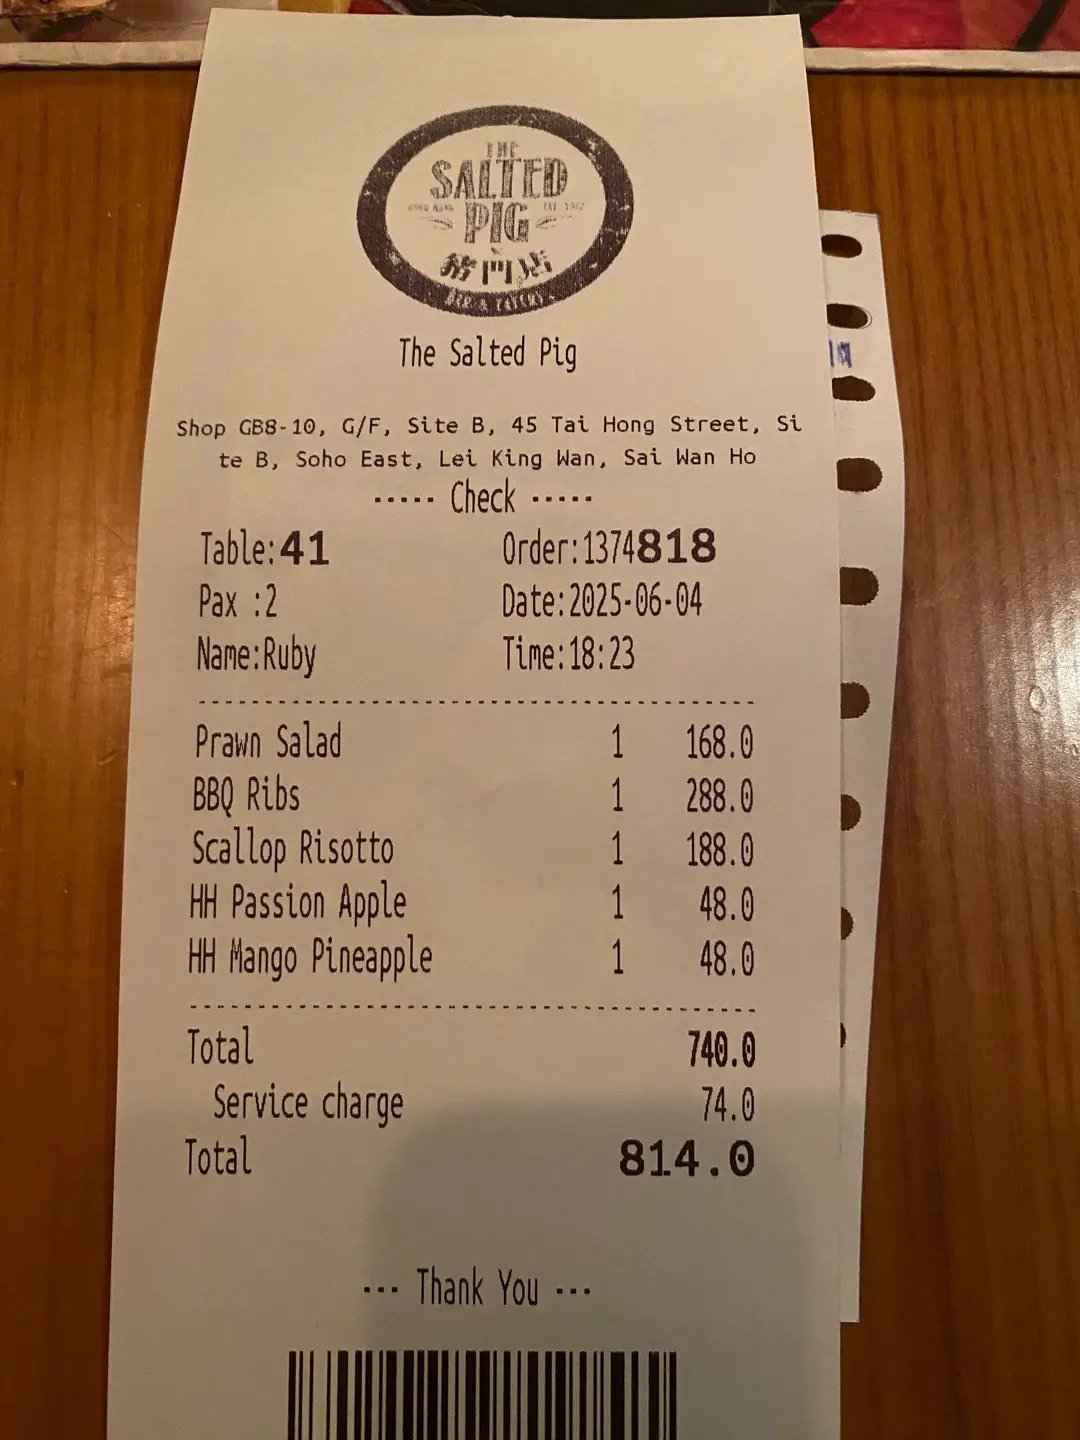 THE
SALTED
PIG
The Salted Pig
Shop GB8-10, G/F, Site B, 45 Tai Hong Street, Si
te B, Soho East, Lei King Wan, Sai Wan Ho
----- Check -----
Table:41 Order:1374818
Pax :2 Date:2025-06-04
Name:Ruby Time:18:23
Prawn Salad 1 168.0
BBQ Ribs 1 288.0
Scallop Risotto 1 188.0
HH Passion Apple 1 48.0
HH Mango Pineapple 1 48.0
Total 740.0
Service charge 74.0
Total 814.0
--- Thank You ---